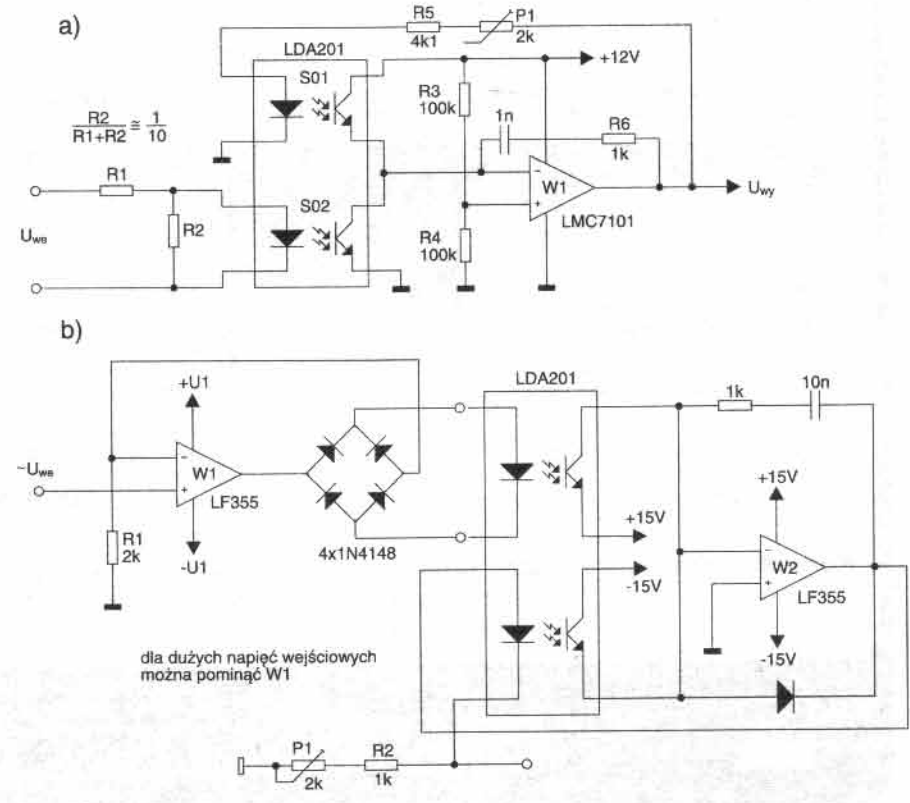 a)
R5
4k1
P1
2k
LDA201
S01
+12V
R3
100k
1n
R6
1k
R2
R1+R2
≅
1
10
R1
R2
U_we
S02
−
+
W1
LMC7101
U_wy
R4
100k
b)
+U1
~U_we
−
+
W1
LF355
-U1
R1
2k
4x1N4148
LDA201
1k
10n
+15V
-15V
+15V
−
+
W2
LF355
-15V
dla dużych napięć wejściowych
można pominąć W1
P1
2k
R2
1k